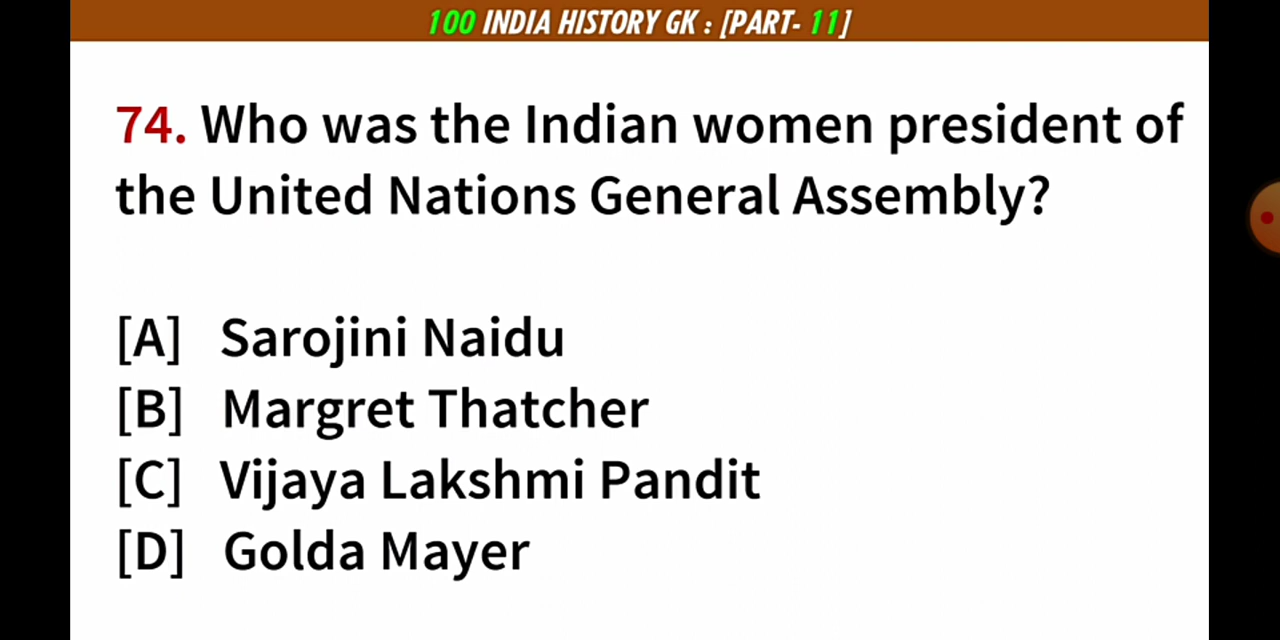 100 INDIA HISTORY GK : [PART- 11]
74. Who was the Indian women president of
the United Nations General Assembly?
[A] Sarojini Naidu
[B] Margret Thatcher
[C] Vijaya Lakshmi Pandit
[D] Golda Mayer